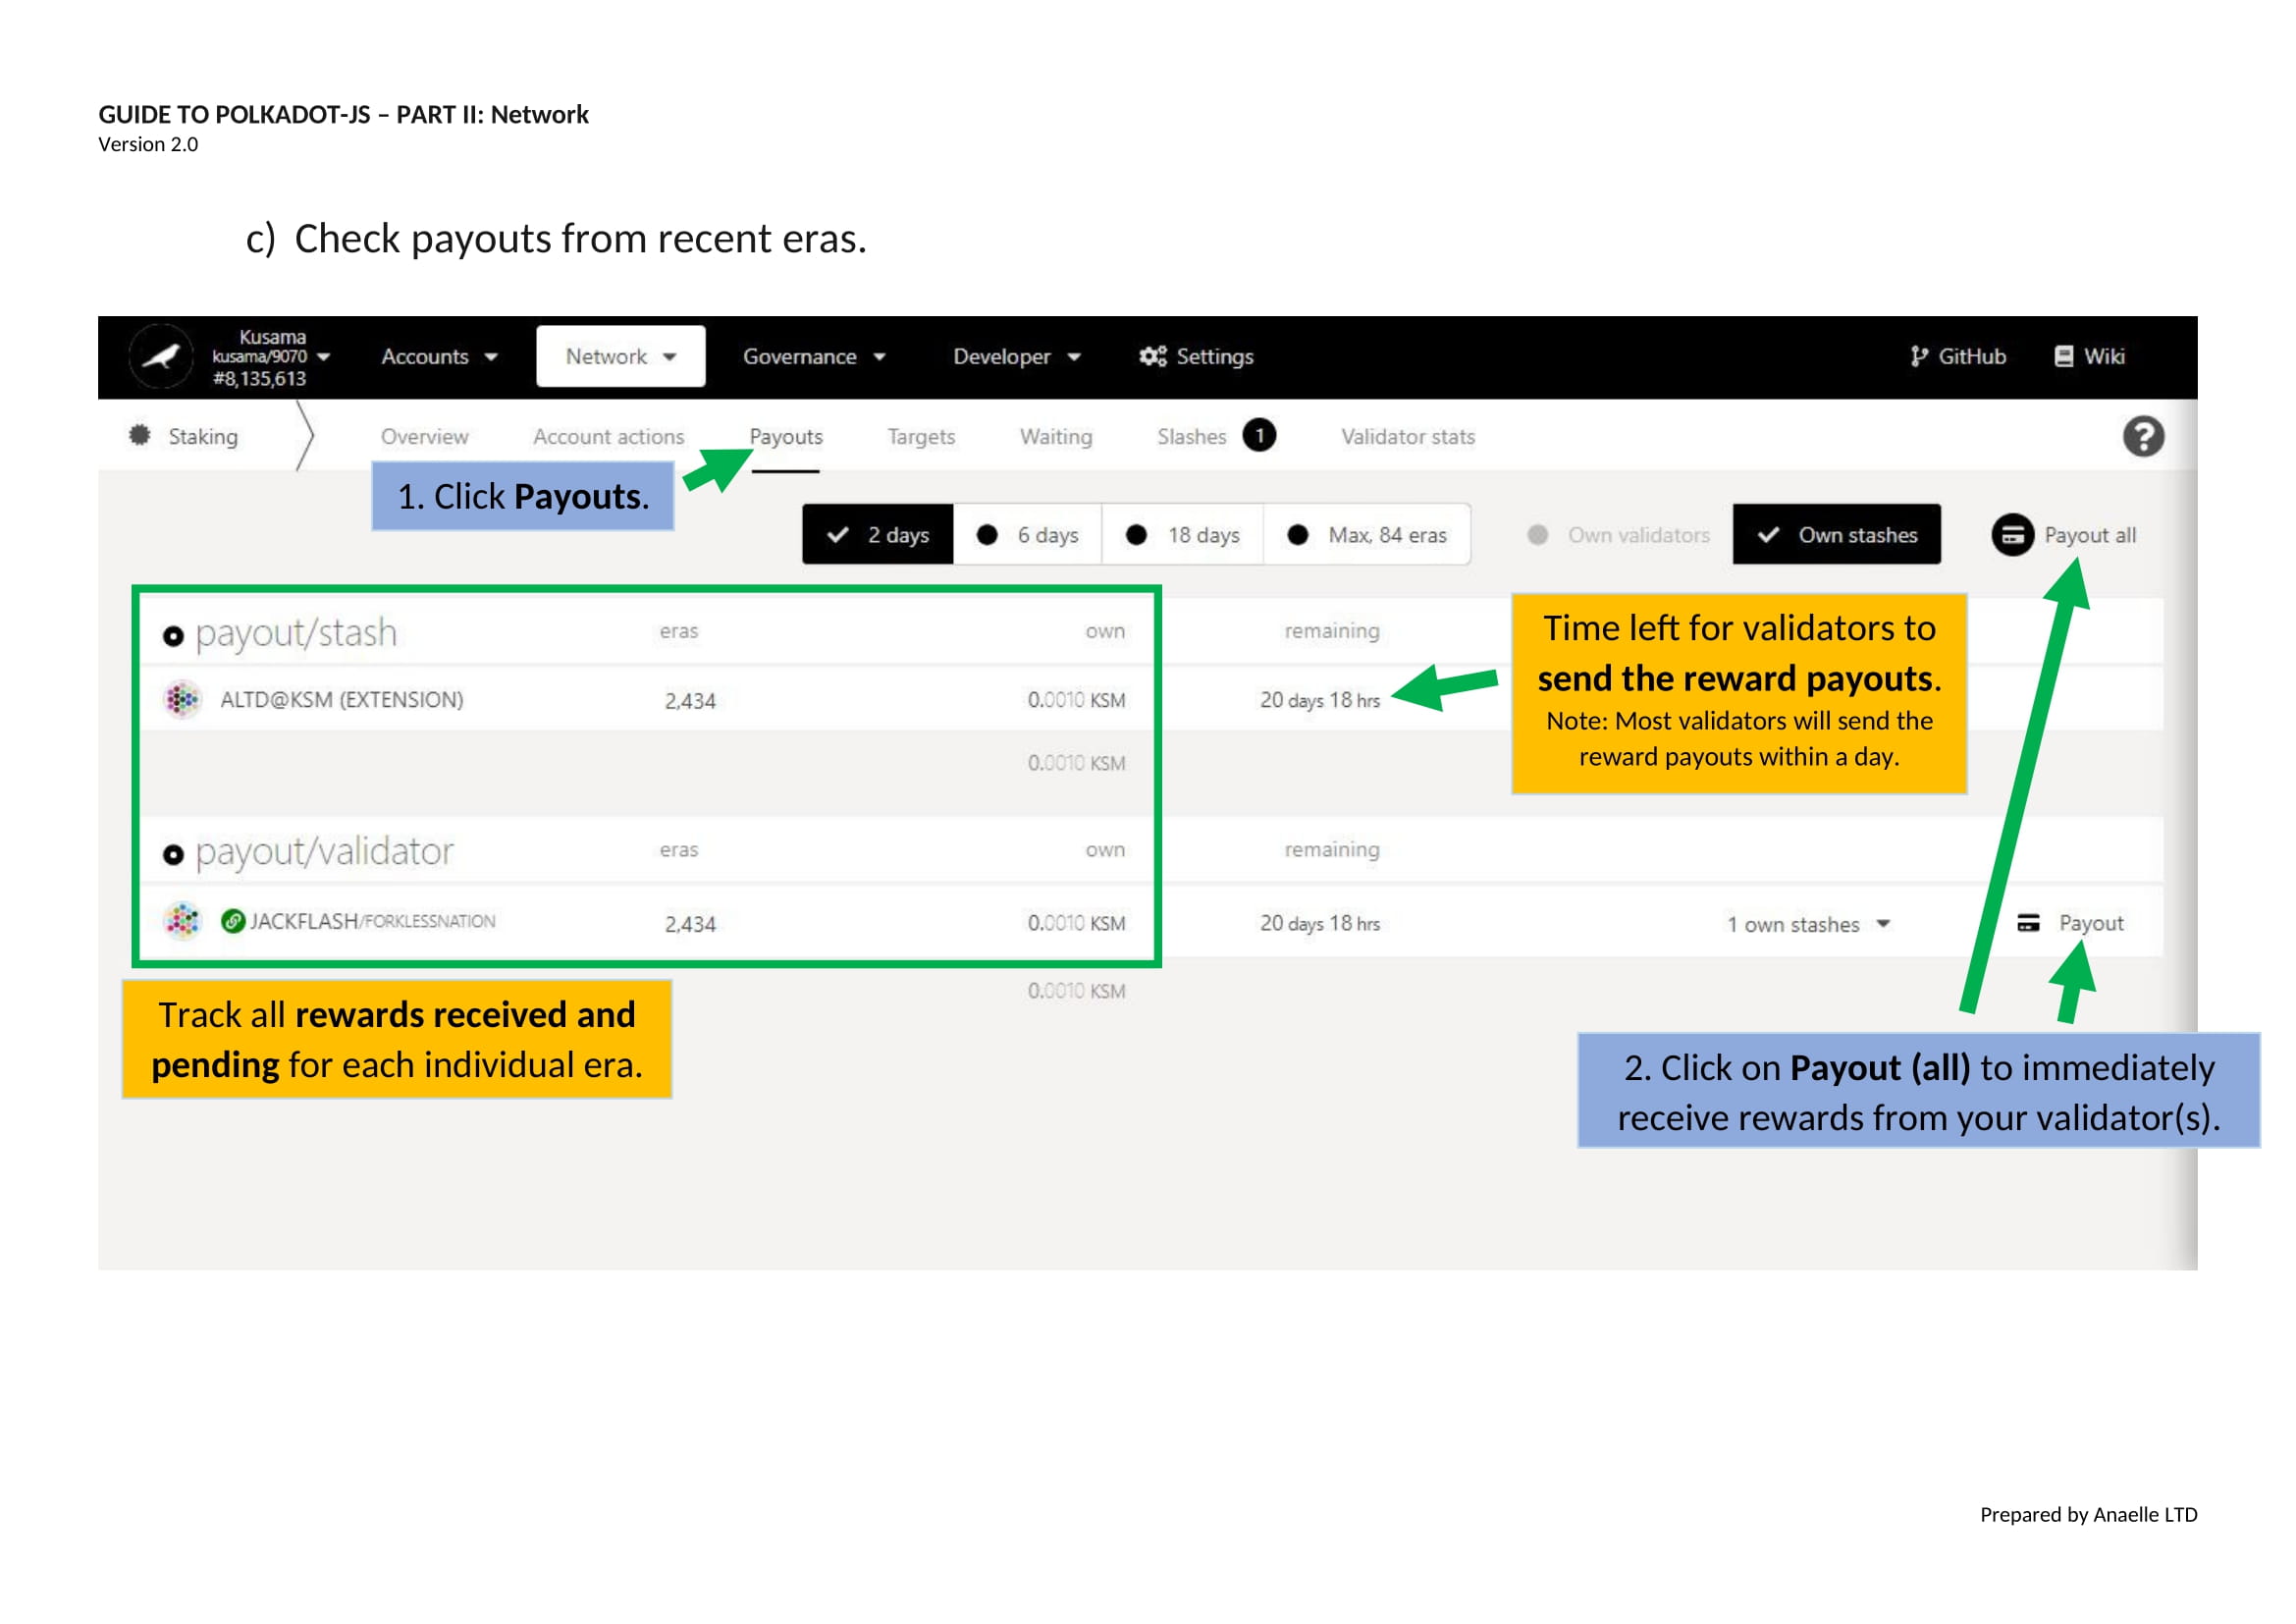 GUIDE TO POLKADOT-JS – PART II: Network
Version 2.0
c) Check payouts from recent eras.
Kusama
kusama/9070
#8,135,613
Accounts
Network
Governance
Developer
Settings
GitHub
Wiki
Staking
Overview
Account actions
Payouts
Targets
Waiting
Slashes 1
Validator stats
?
1. Click Payouts.
2 days
6 days
18 days
Max, 84 eras
Own validators
Own stashes
Payout all
payout/stash eras own remaining
ALTD@KSM (EXTENSION) 2,434 0.0010 KSM 20 days 18 hrs
0.0010 KSM
Time left for validators to
send the reward payouts.
Note: Most validators will send the
reward payouts within a day.
payout/validator eras own remaining
JACKFLASH/FORKLESSNATION 2,434 0.0010 KSM 20 days 18 hrs 1 own stashes Payout
0.0010 KSM
Track all rewards received and
pending for each individual era.
2. Click on Payout (all) to immediately
receive rewards from your validator(s).
Prepared by Anaelle LTD